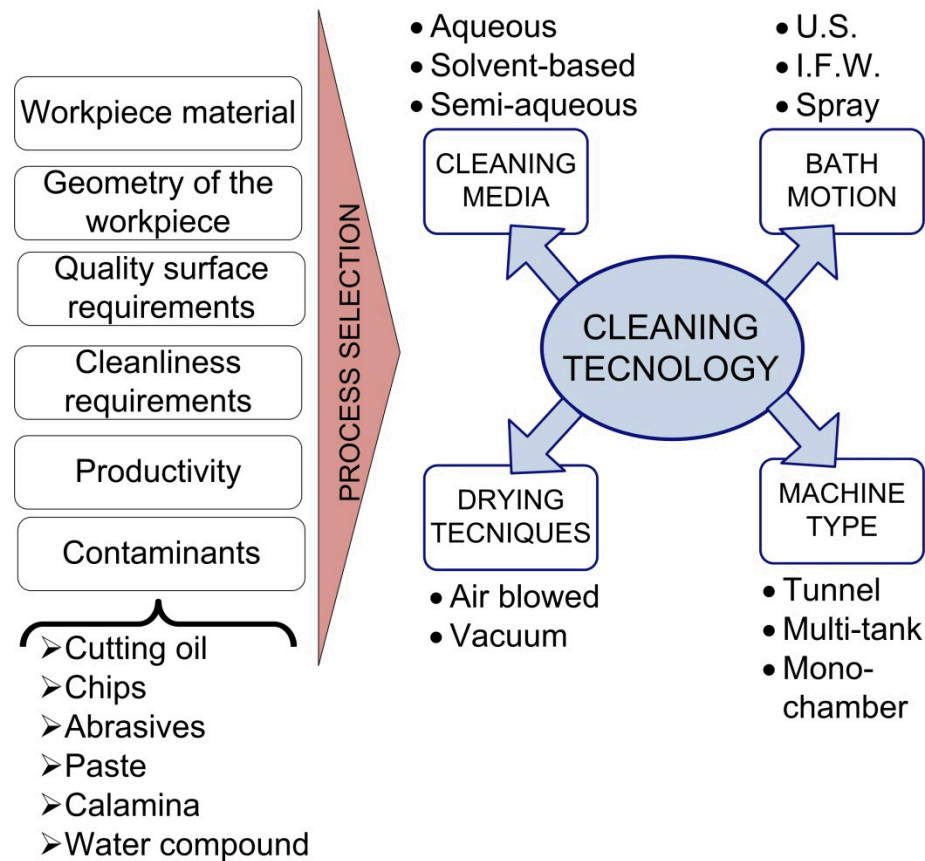 Workpiece material
Geometry of the
workpiece
Quality surface
requirements
Cleanliness
requirements
Productivity
Contaminants
➢Cutting oil
➢Chips
➢Abrasives
➢Paste
➢Calamina
➢Water compound
PROCESS SELECTION
• Aqueous
• Solvent-based
• Semi-aqueous
CLEANING
MEDIA
• U.S.
• I.F.W.
• Spray
BATH
MOTION
CLEANING
TECNOLOGY
DRYING
TECNIQUES
• Air blowed
• Vacuum
MACHINE
TYPE
• Tunnel
• Multi-tank
• Mono-
chamber